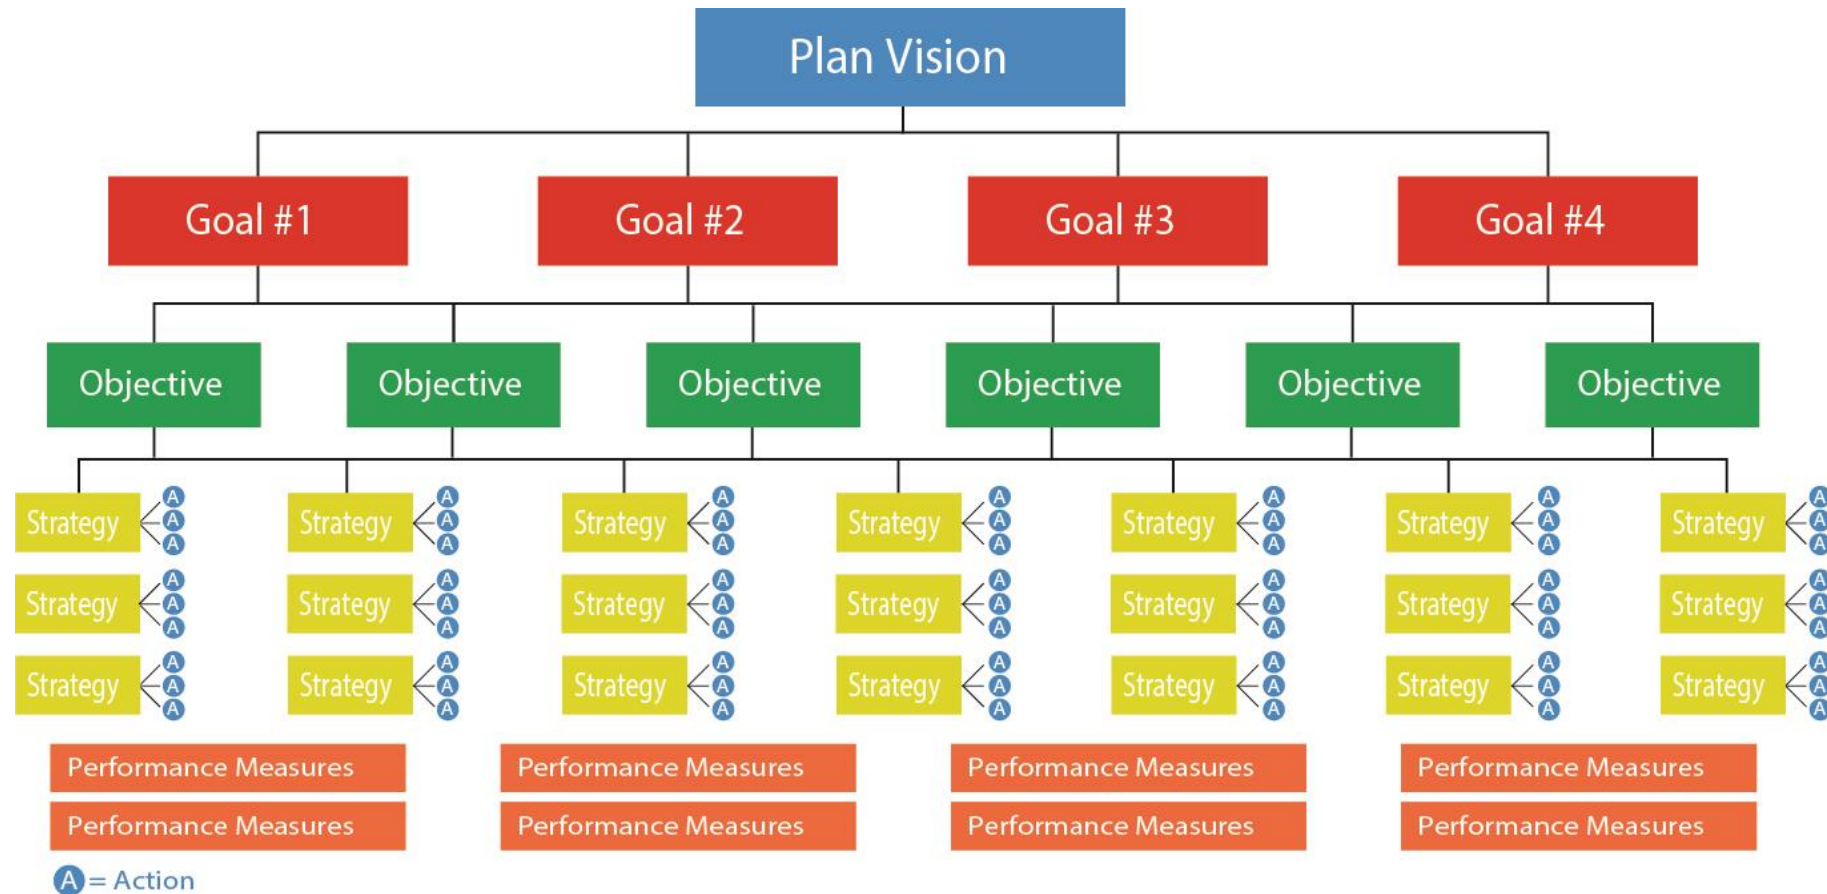 Plan Vision
Goal #1 Goal #2 Goal #3 Goal #4
Objective Objective Objective Objective Objective Objective
A A A A A A A
Strategy A Strategy A Strategy A Strategy A Strategy A Strategy A Strategy A
A A A A A A A
A A A A A A A
Strategy A Strategy A Strategy A Strategy A Strategy A Strategy A Strategy A
A A A A A A A
A A A A A A A
Strategy A Strategy A Strategy A Strategy A Strategy A Strategy A Strategy A
A A A A A A A
Performance Measures Performance Measures Performance Measures Performance Measures
Performance Measures Performance Measures Performance Measures Performance Measures
A = Action